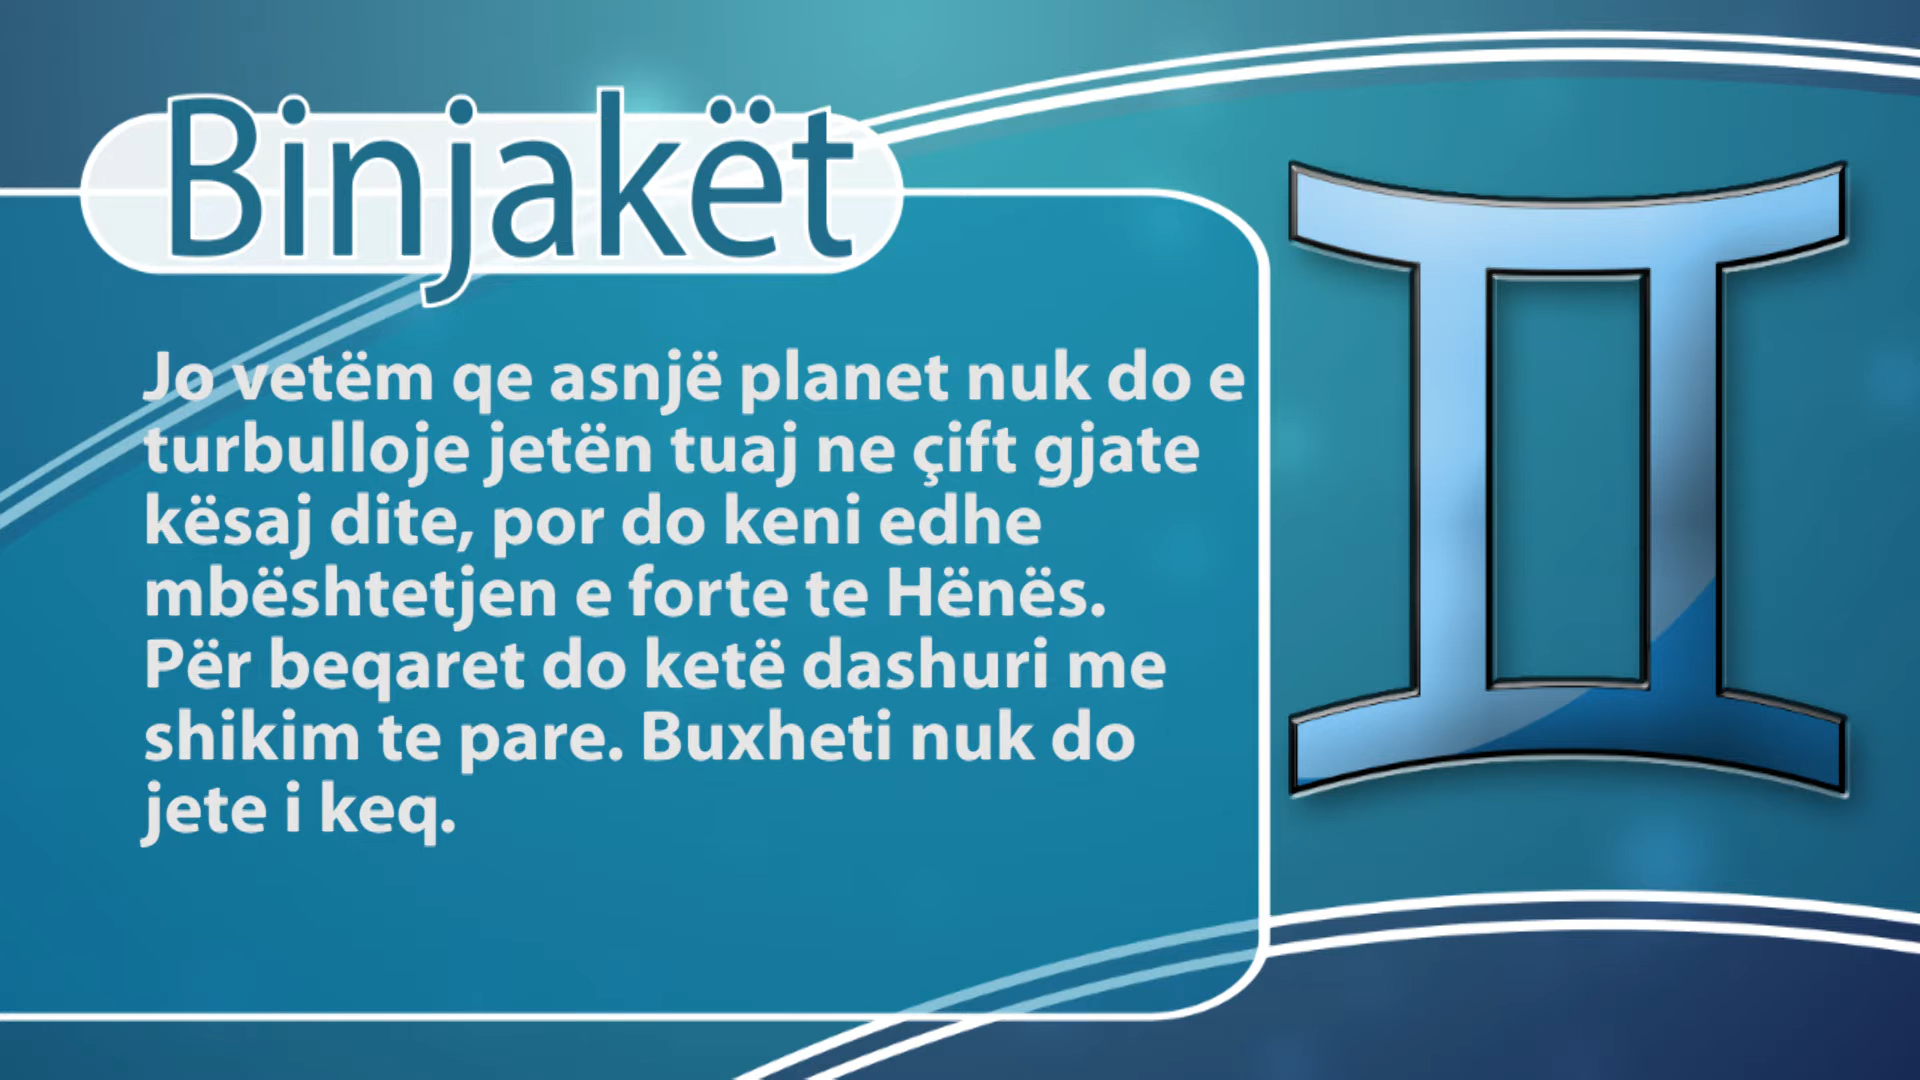 Binjakët
Jo vetëm qe asnjë planet nuk do e
turbulloje jetën tuaj ne çift gjate
kësaj dite, por do keni edhe
mbështetjen e forte te Hënës.
Për beqaret do ketë dashuri me
shikim te pare. Buxheti nuk do
jete i keq.